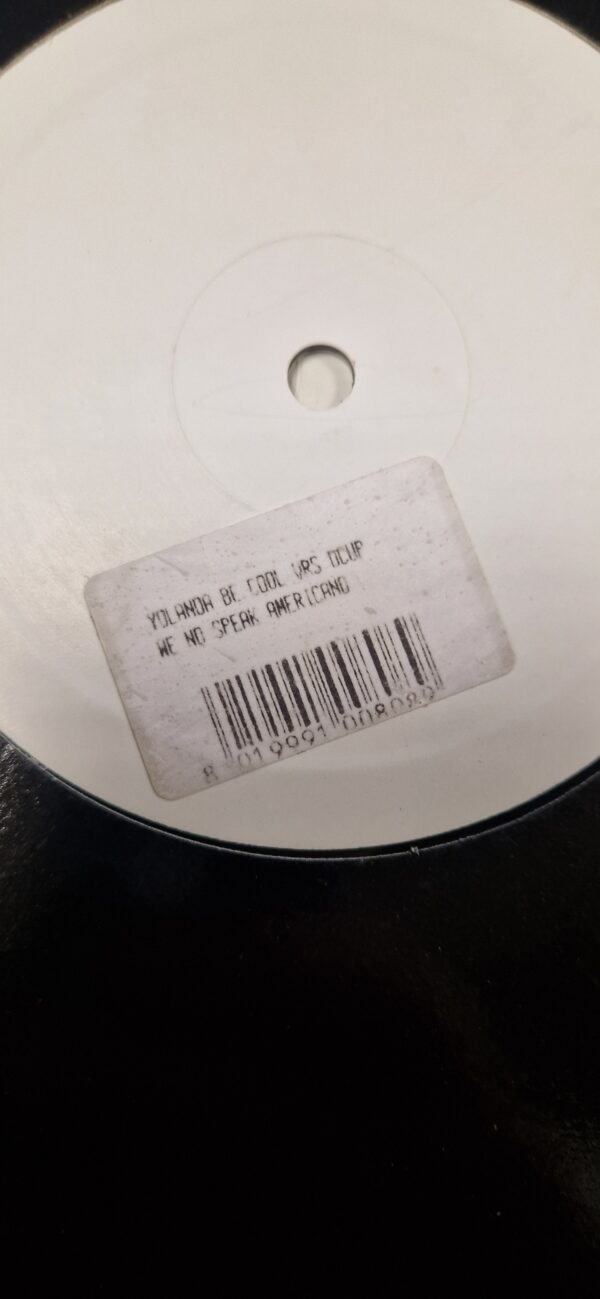 YOLANDA BE COOL VRS DCUP
WE NO SPEAK AMERICANO
8 019991 008089